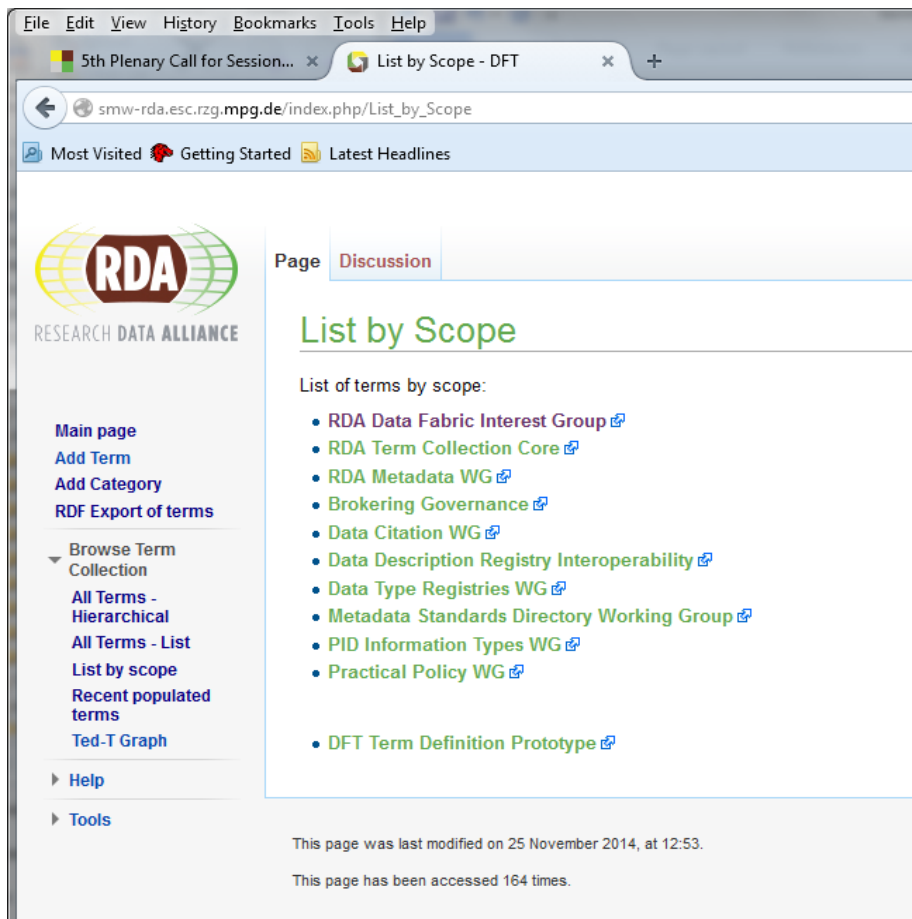 File Edit View History Bookmarks Tools Help
5th Plenary Call for Session... × List by Scope - DFT × +
smw-rda.esc.rzg.mpg.de/index.php/List_by_Scope
Most Visited Getting Started Latest Headlines
RDA
RESEARCH DATA ALLIANCE
Main page
Add Term
Add Category
RDF Export of terms
Browse Term
Collection
All Terms -
Hierarchical
All Terms - List
List by scope
Recent populated
terms
Ted-T Graph
Help
Tools
Page Discussion
List by Scope
List of terms by scope:
RDA Data Fabric Interest Group
RDA Term Collection Core
RDA Metadata WG
Brokering Governance
Data Citation WG
Data Description Registry Interoperability
Data Type Registries WG
Metadata Standards Directory Working Group
PID Information Types WG
Practical Policy WG
DFT Term Definition Prototype
This page was last modified on 25 November 2014, at 12:53.
This page has been accessed 164 times.